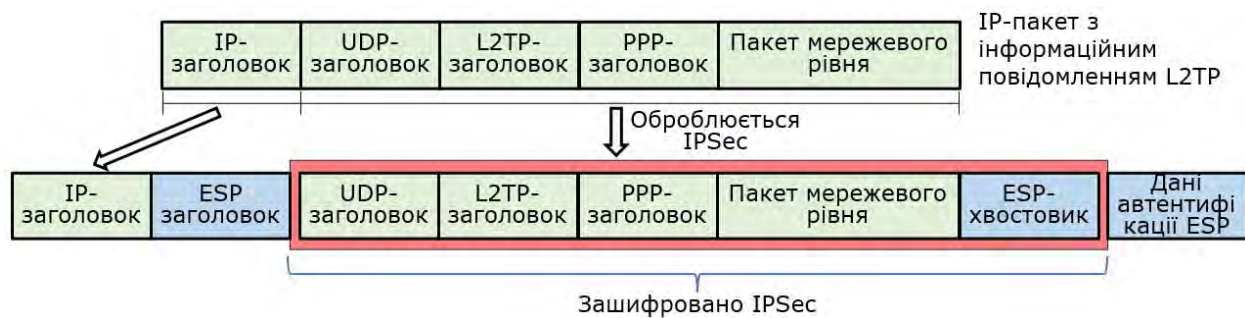 IP-
заголовок
UDP-
заголовок
L2TP-
заголовок
PPP-
заголовок
Пакет мережевого
рівня
IP-пакет з
інформаційним
повідомленням L2TP
Оброблюється
IPSec
IP-
заголовок
ESP
заголовок
UDP-
заголовок
L2TP-
заголовок
PPP-
заголовок
Пакет мережевого
рівня
ESP-
хвостовик
Дані
автентифі
кації ESP
Зашифровано IPSec